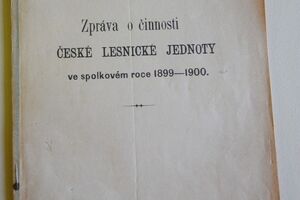 Zpráva o činnosti
ČESKÉ LESNICKÉ JEDNOTY
ve spolkovém roce 1899—1900.